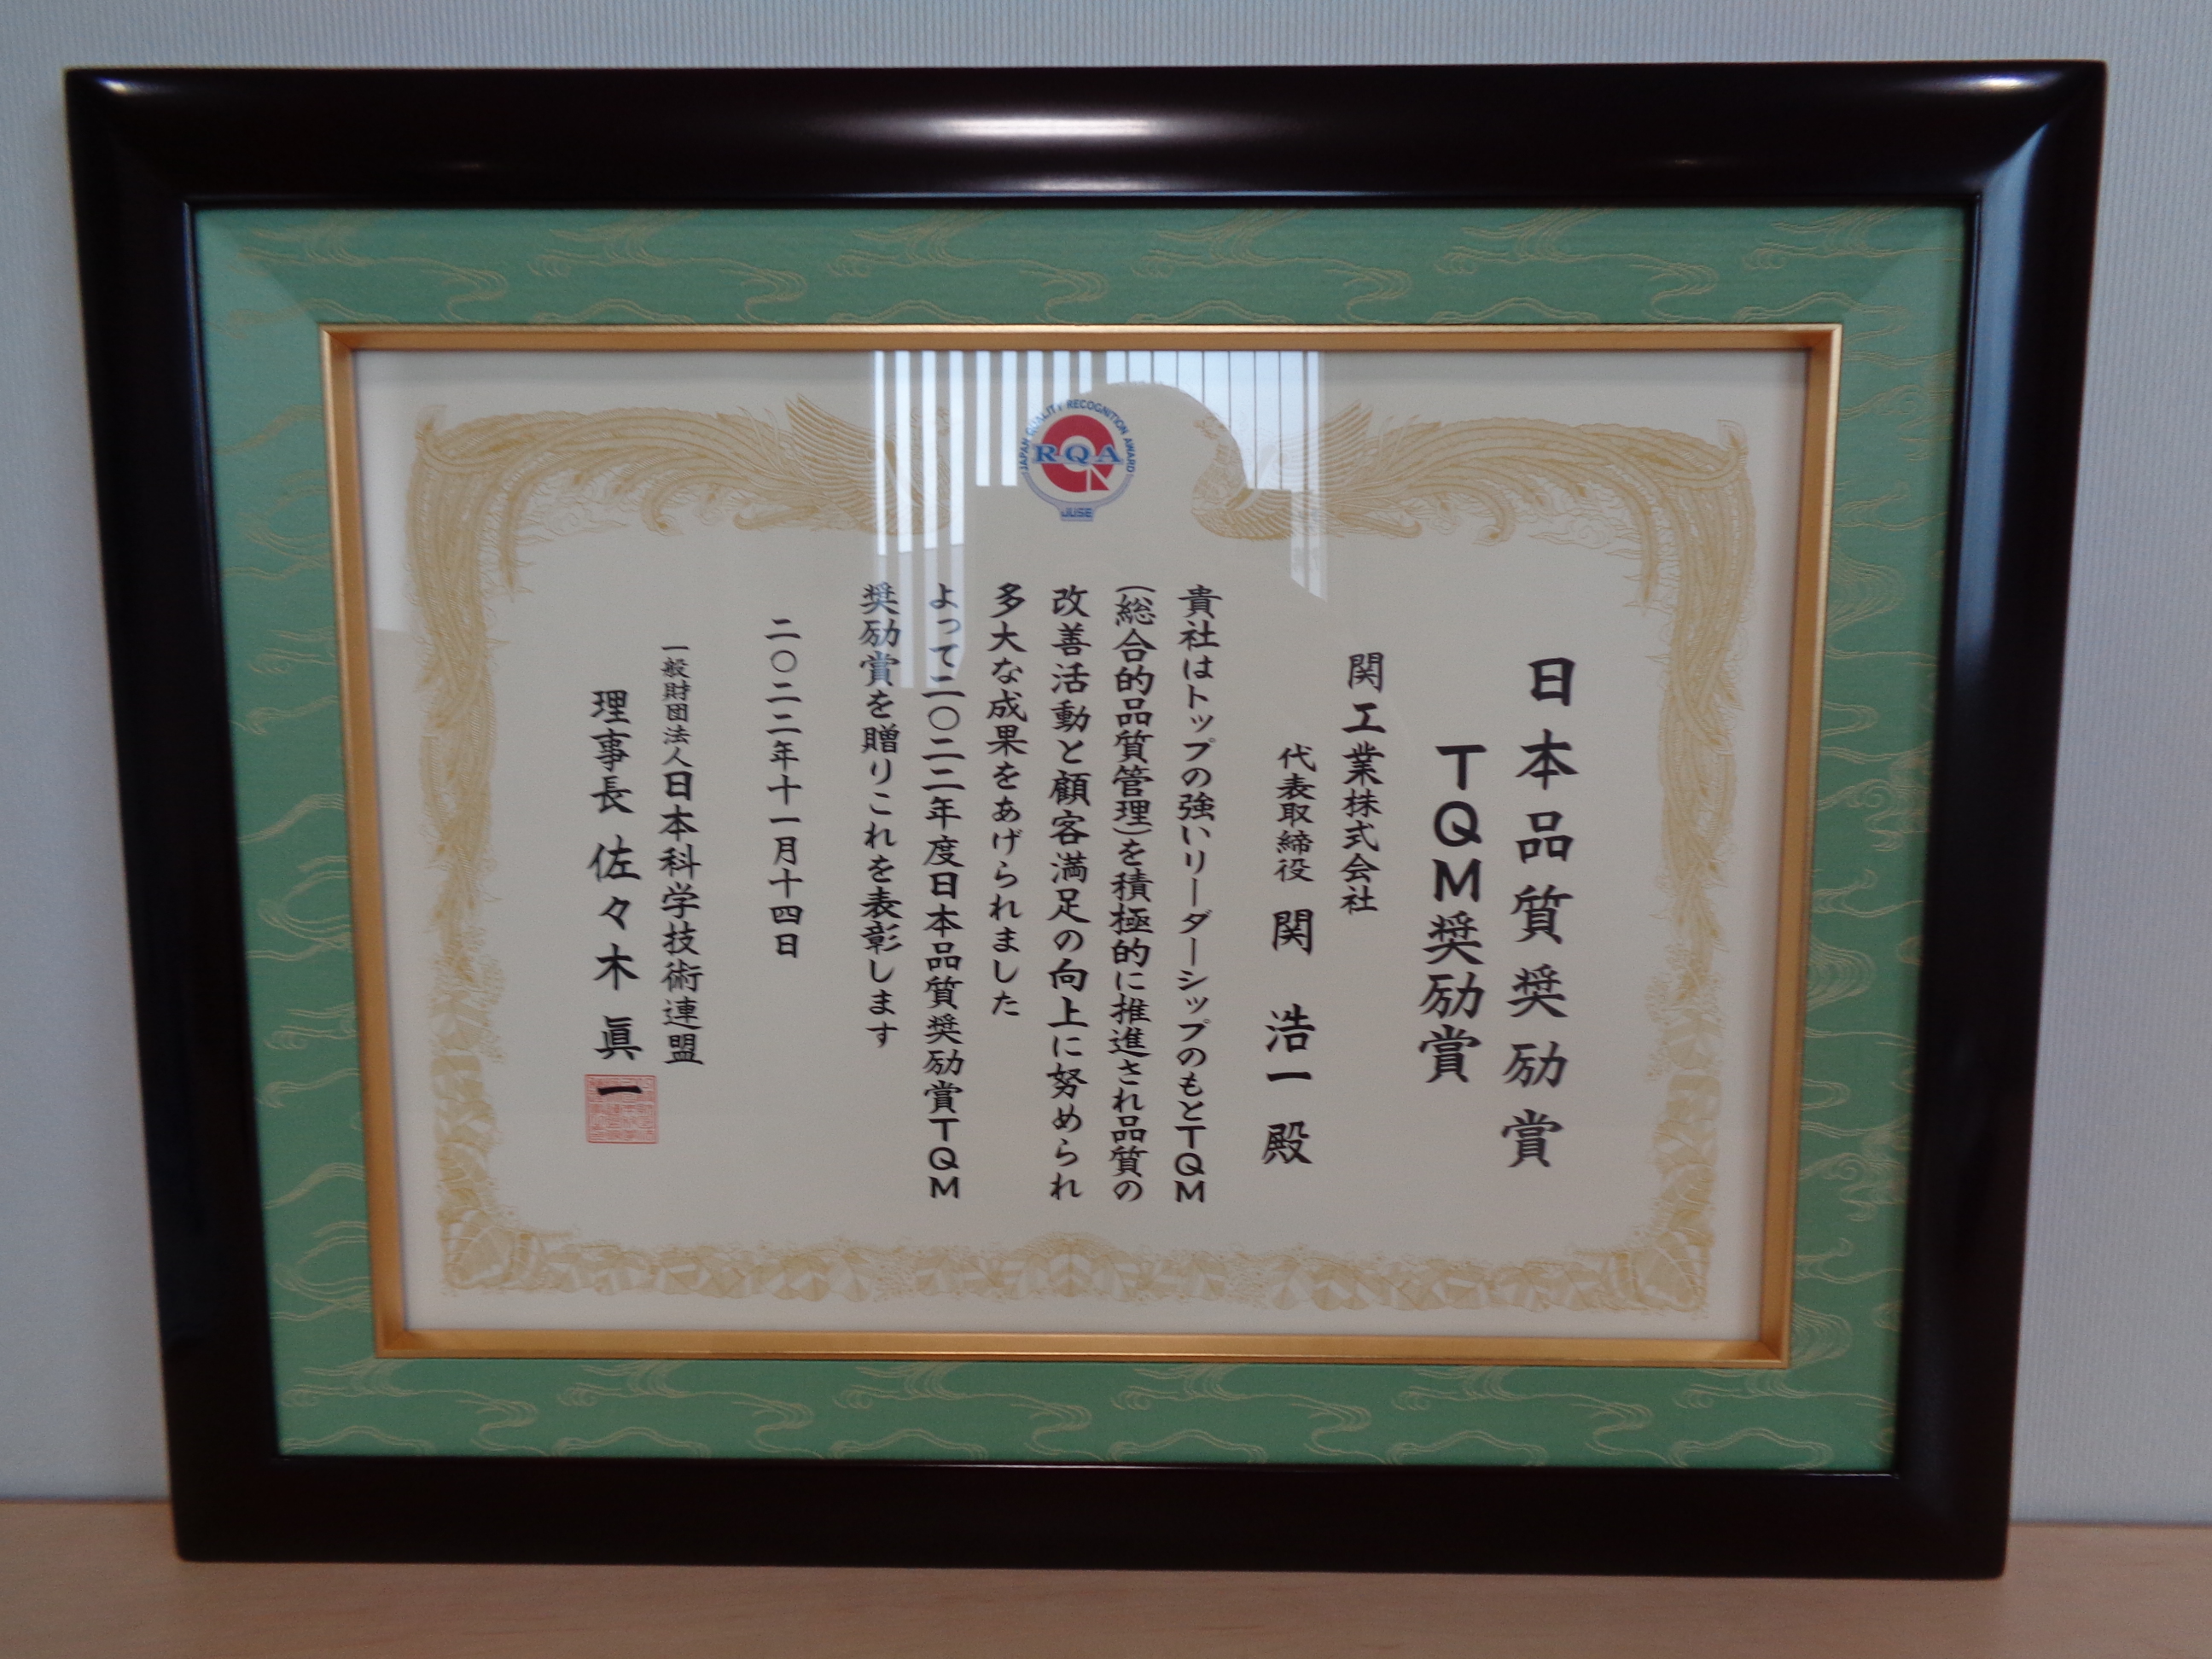 JAPAN QUALITY RECOGNITION AWARD
RQA
JUSE
日本品質奨励賞
TQM奨励賞
関工業株式会社
代表取締役 関 浩一 殿
貴社はトップの強いリーダーシップのもとTQM
(総合的品質管理)を積極的に推進され品質の
改善活動と顧客満足の向上に努められ
多大な成果をあげられました
よって二〇二二年度日本品質奨励賞TQM
奨励賞を贈りこれを表彰します
二〇二二年十一月十四日
一般財団法人日本科学技術連盟
理事長 佐々木 眞一